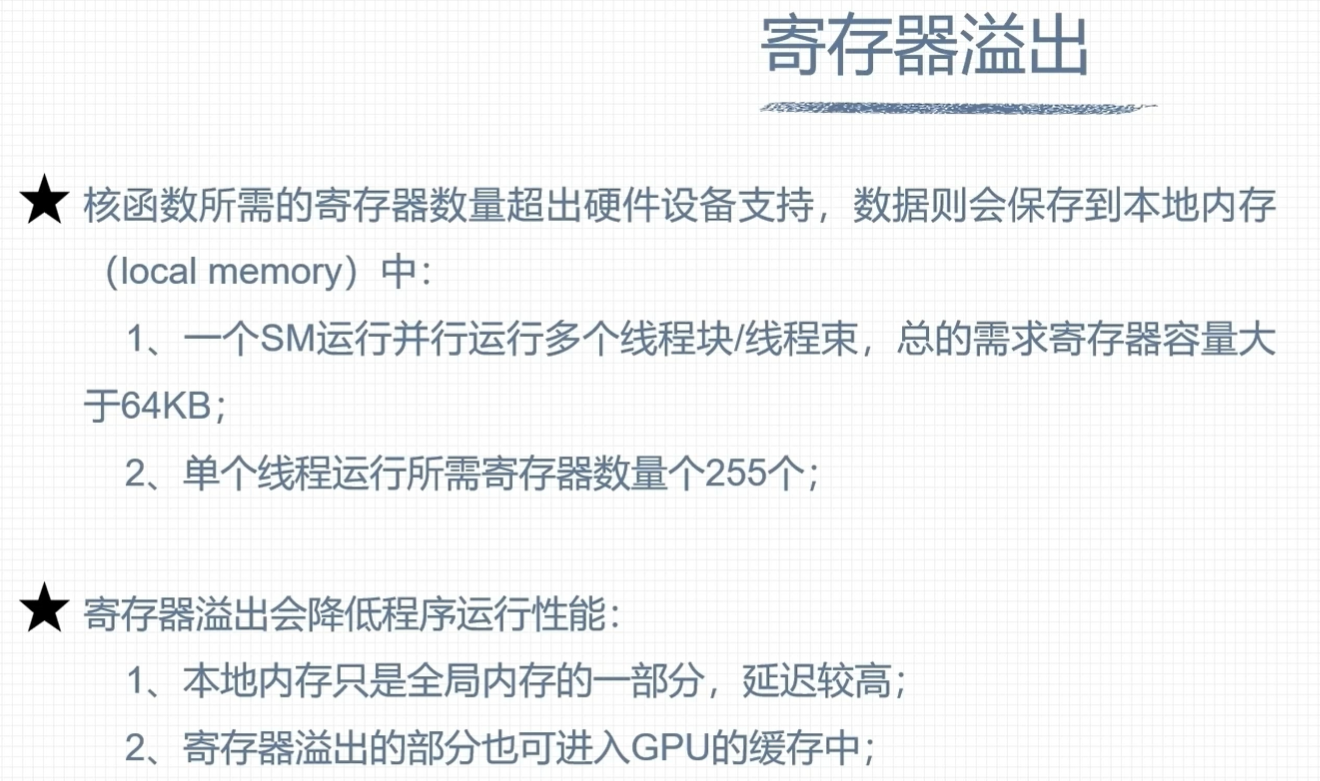 寄存器溢出
★ 核函数所需的寄存器数量超出硬件设备支持，数据则会保存到本地内存
（local memory）中：
1、一个SM运行并行运行多个线程块/线程束，总的需求寄存器容量大
于64KB；
2、单个线程运行所需寄存器数量个255个；
★ 寄存器溢出会降低程序运行性能：
1、本地内存只是全局内存的一部分，延迟较高；
2、寄存器溢出的部分也可进入GPU的缓存中；